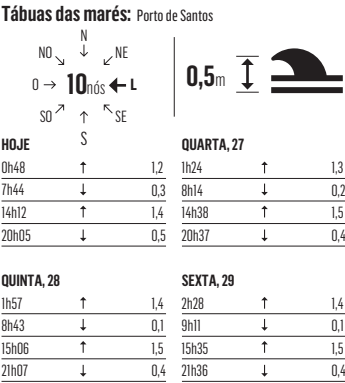 Tábuas das marés: Porto de Santos
N
NO ↓ NE
O → 10nós ← L
SO ↑ SE
S
0,5m
HOJE
0h48 ↑ 1,2
7h44 ↓ 0,3
14h12 ↑ 1,4
20h05 ↓ 0,5
QUARTA, 27
1h24 ↑ 1,3
8h14 ↓ 0,2
14h38 ↑ 1,5
20h37 ↓ 0,4
QUINTA, 28
1h57 ↑ 1,4
8h43 ↓ 0,1
15h06 ↑ 1,5
21h07 ↓ 0,4
SEXTA, 29
2h28 ↑ 1,4
9h11 ↓ 0,1
15h35 ↑ 1,5
21h36 ↓ 0,4